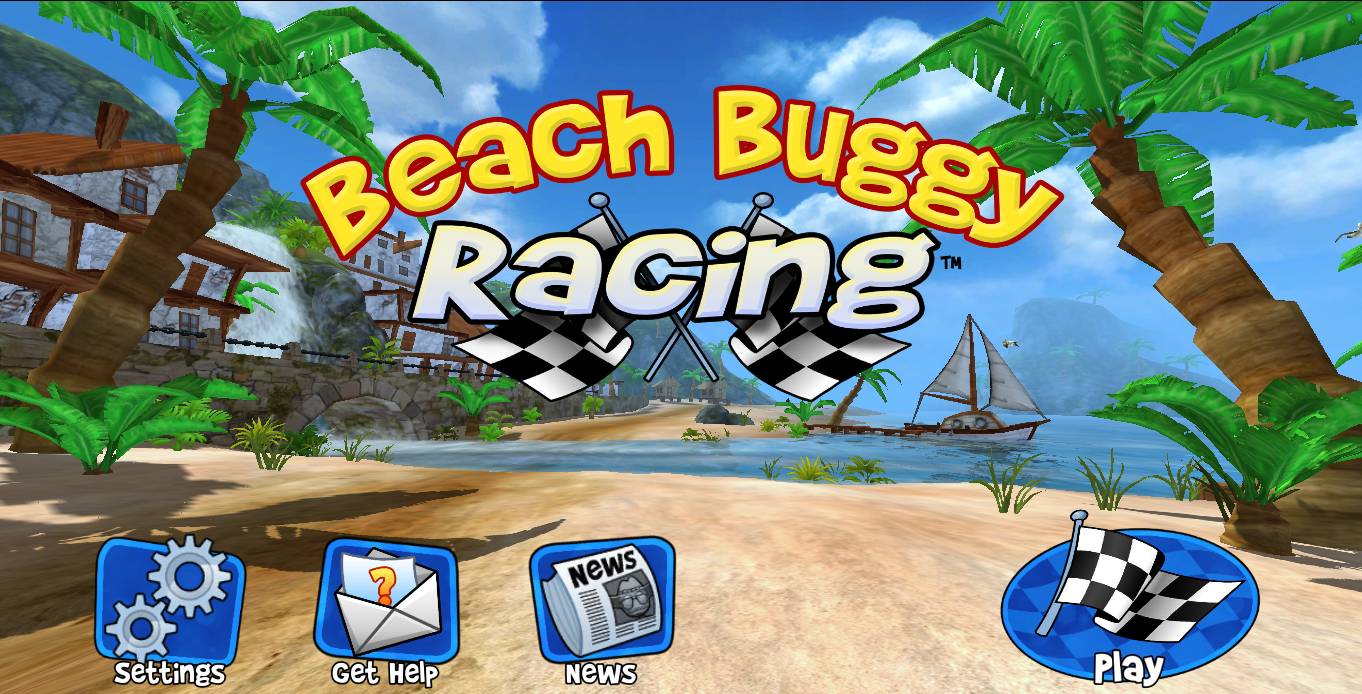 Beach Buggy
Racing™
?
NEWS
Settings
Get Help
News
Play